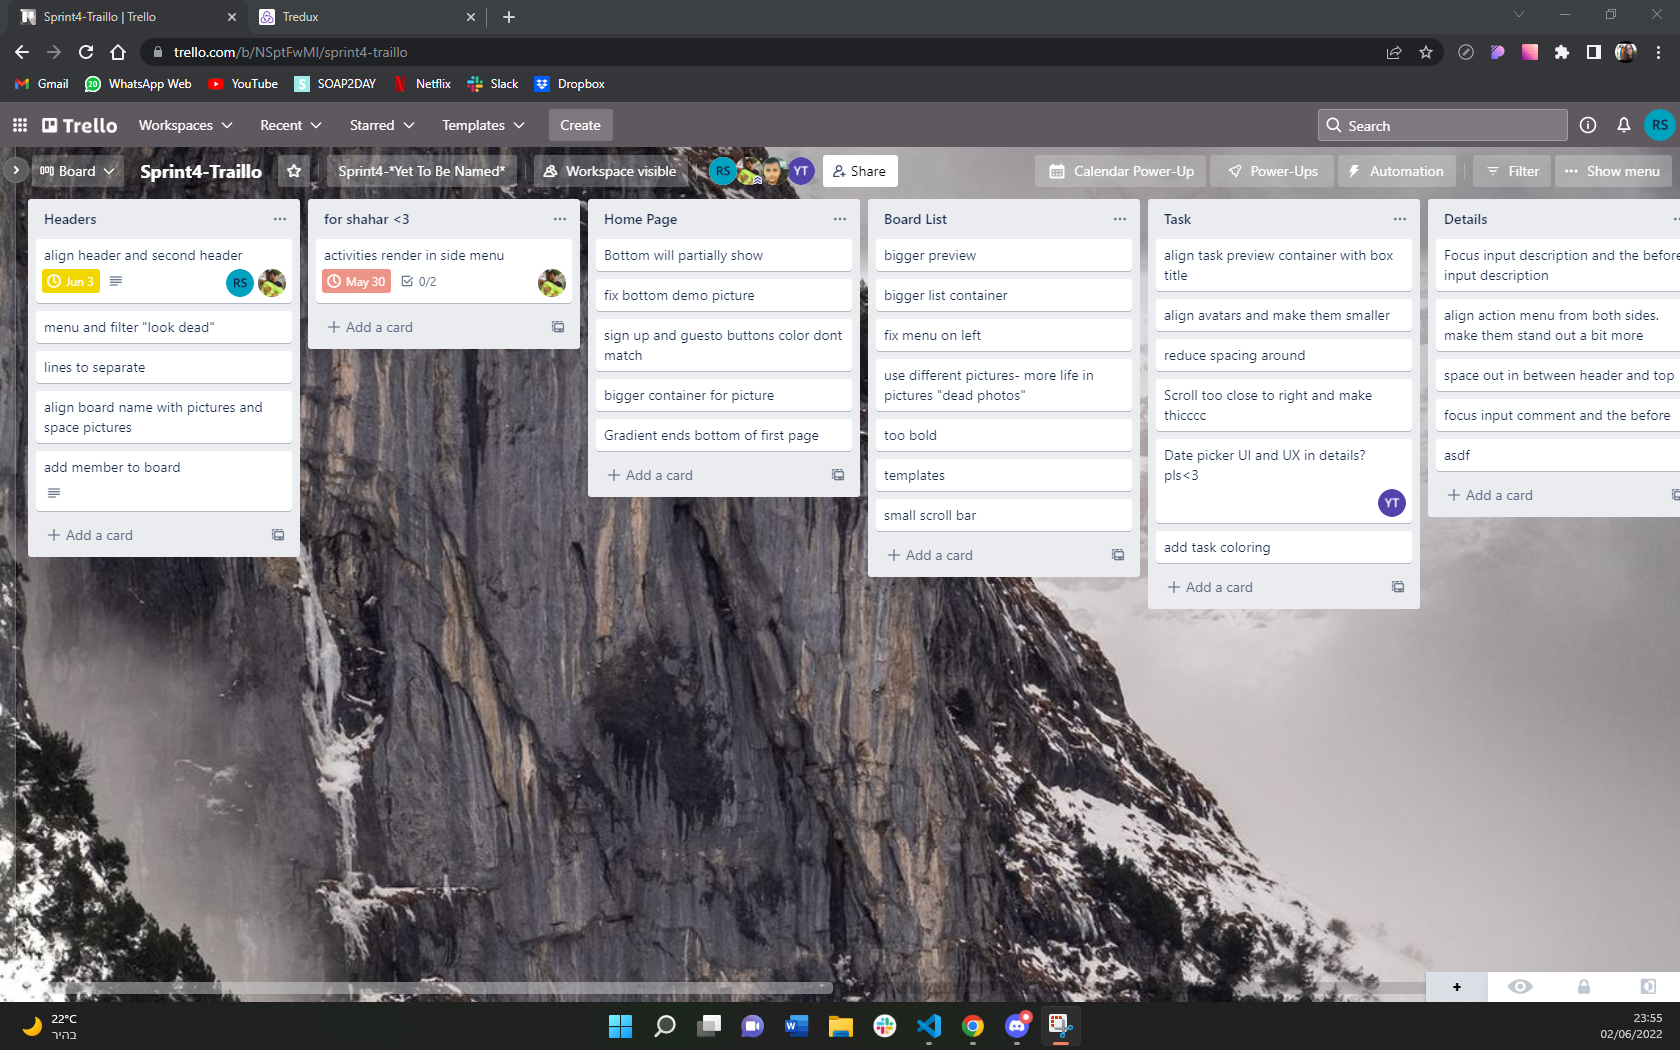 Sprint4-Traillo | Trello
Tredux
trello.com/b/NSptFwMl/sprint4-traillo
Gmail
20
WhatsApp Web
YouTube
S
SOAP2DAY
Netflix
Slack
Dropbox
Trello
Workspaces
Recent
Starred
Templates
Create
Search
RS
Board
Sprint4-Traillo
Sprint4-*Yet To Be Named*
Workspace visible
RS
YT
Share
Calendar Power-Up
Power-Ups
Automation
Filter
Show menu
Headers
align header and second header
Jun 3
RS
menu and filter "look dead"
lines to separate
align board name with pictures and
space pictures
add member to board
Add a card
for shahar <3
activities render in side menu
May 30
0/2
Add a card
Home Page
Bottom will partially show
fix bottom demo picture
sign up and guesto buttons color dont
match
bigger container for picture
Gradient ends bottom of first page
Add a card
Board List
bigger preview
bigger list container
fix menu on left
use different pictures- more life in
pictures "dead photos"
too bold
templates
small scroll bar
Add a card
Task
align task preview container with box
title
align avatars and make them smaller
reduce spacing around
Scroll too close to right and make
thicccc
Date picker UI and UX in details?
pls<3
YT
add task coloring
Add a card
Details
Focus input description and the before
input description
align action menu from both sides.
make them stand out a bit more
space out in between header and top
focus input comment and the before
asdf
Add a card
22°C
בהיר
W
23:55
02/06/2022